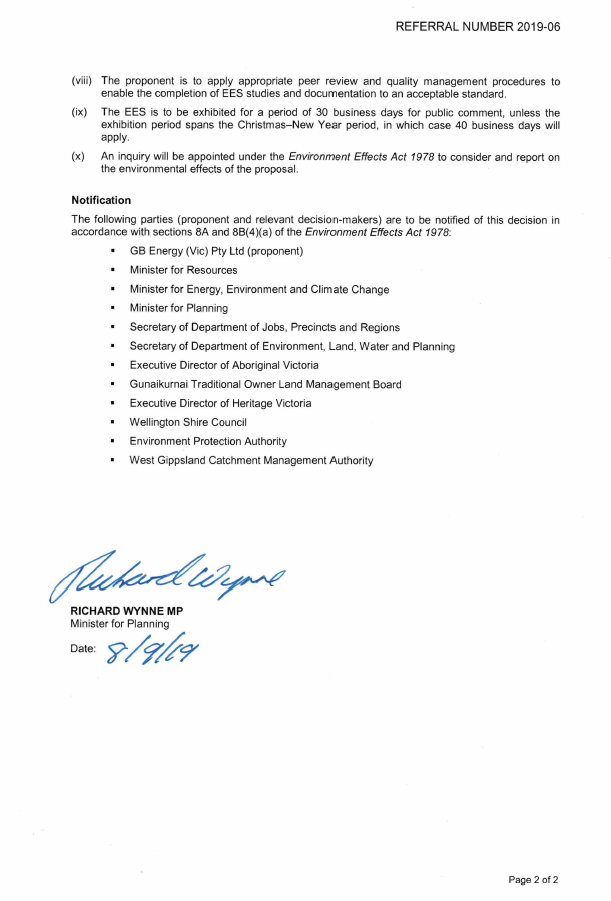 REFERRAL NUMBER 2019-06
(viii) The proponent is to apply appropriate peer review and quality management procedures to
enable the completion of EES studies and documentation to an acceptable standard.
(ix) The EES is to be exhibited for a period of 30 business days for public comment, unless the
exhibition period spans the Christmas–New Year period, in which case 40 business days will
apply.
(x) An inquiry will be appointed under the Environment Effects Act 1978 to consider and report on
the environmental effects of the proposal.
Notification
The following parties (proponent and relevant decision-makers) are to be notified of this decision in
accordance with sections 8A and 8B(4)(a) of the Environment Effects Act 1978:
▪ GB Energy (Vic) Pty Ltd (proponent)
▪ Minister for Resources
▪ Minister for Energy, Environment and Climate Change
▪ Minister for Planning
▪ Secretary of Department of Jobs, Precincts and Regions
▪ Secretary of Department of Environment, Land, Water and Planning
▪ Executive Director of Aboriginal Victoria
▪ Gunaikurnai Traditional Owner Land Management Board
▪ Executive Director of Heritage Victoria
▪ Wellington Shire Council
▪ Environment Protection Authority
▪ West Gippsland Catchment Management Authority
Richard Wynne
RICHARD WYNNE MP
Minister for Planning
Date: 8/9/19
Page 2 of 2